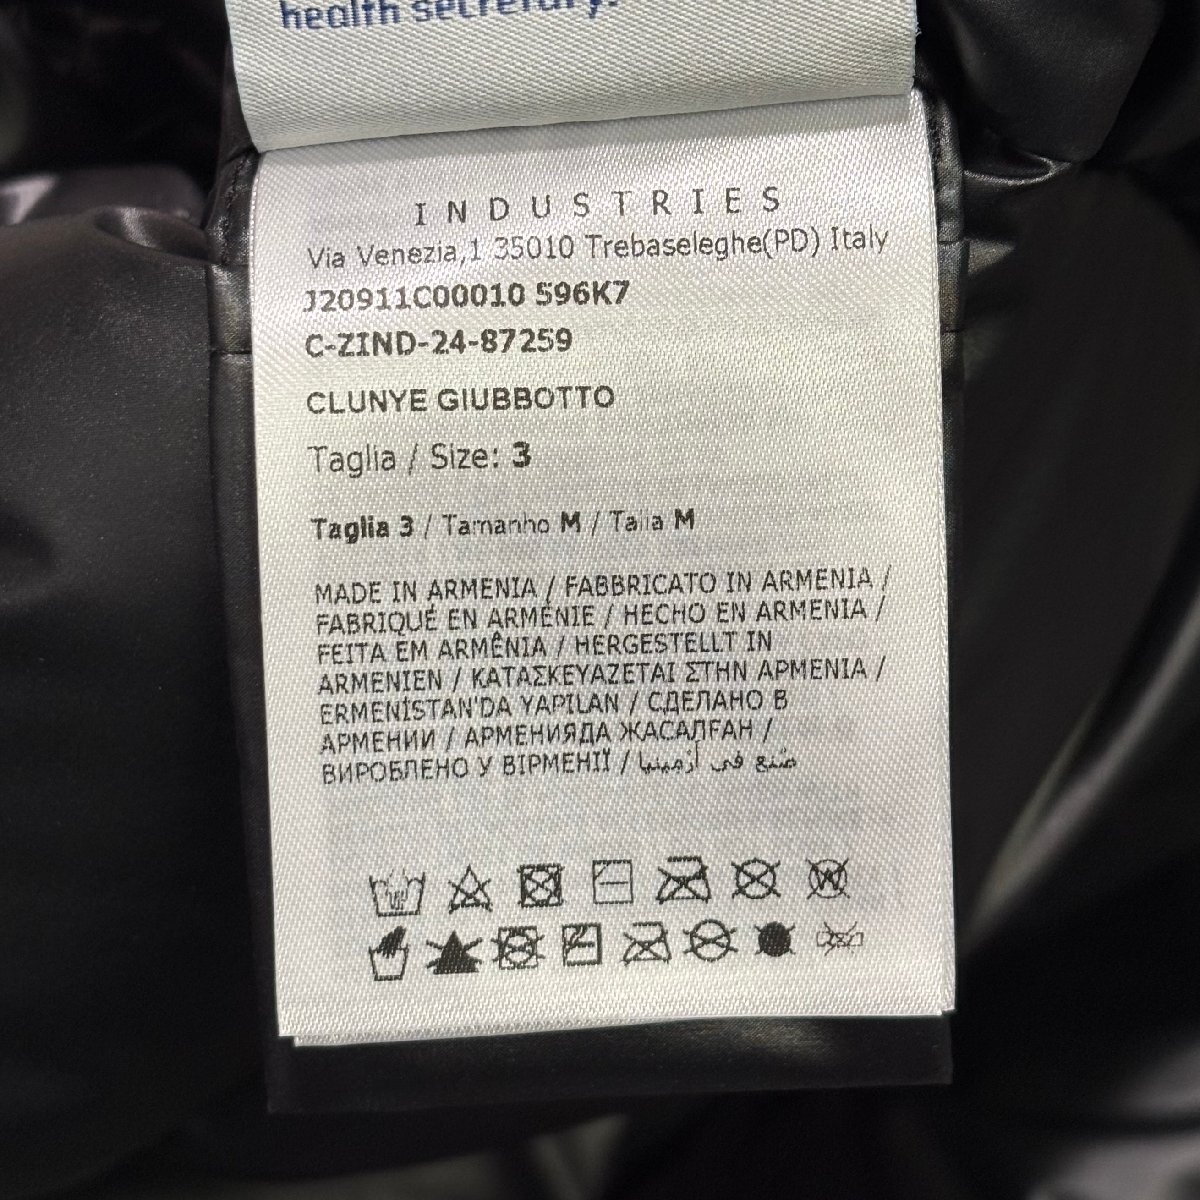 health secretary.
INDUSTRIES
Via Venezia,1 35010 Trebaseleghe(PD) Italy
J20911C00010 596K7
C-ZIND-24-87259
CLUNYE GIUBBOTTO
Taglia / Size: 3
Taglia 3 / Tamanho M / Talla M
MADE IN ARMENIA / FABBRICATO IN ARMENIA /
FABRIQUÉ EN ARMÉNIE / HECHO EN ARMENIA /
FEITA EM ARMÊNIA / HERGESTELLT IN
ARMENIEN / ΚΑΤΑΣΚΕΥΑΖΕΤΑΙ ΣΤΗΝ ΑΡΜΕΝΙΑ /
ERMENİSTAN'DA YAPILAN / СДЕЛАНО В
АРМЕНИИ / АРМЕНИЯДА ЖАСАЛҒАН /
ВИРОБЛЕНО У ВІРМЕНІЇ / صُنع في أرمينيا
W